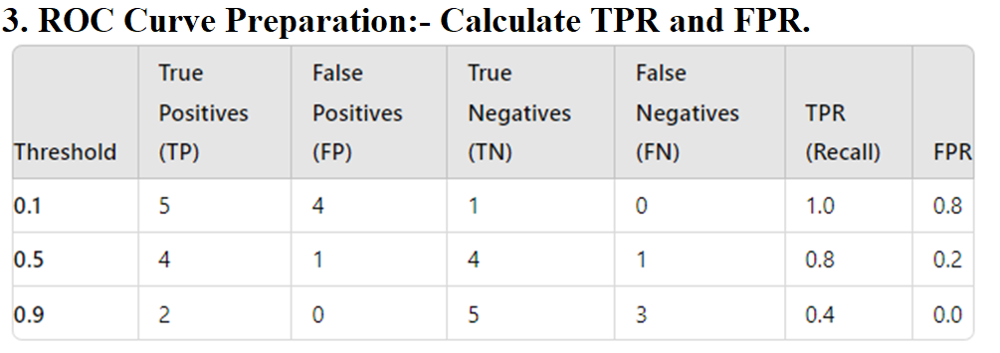 3. ROC Curve Preparation:- Calculate TPR and FPR.
Threshold True Positives (TP) False Positives (FP) True Negatives (TN) False Negatives (FN) TPR (Recall) FPR
0.1 5 4 1 0 1.0 0.8
0.5 4 1 4 1 0.8 0.2
0.9 2 0 5 3 0.4 0.0